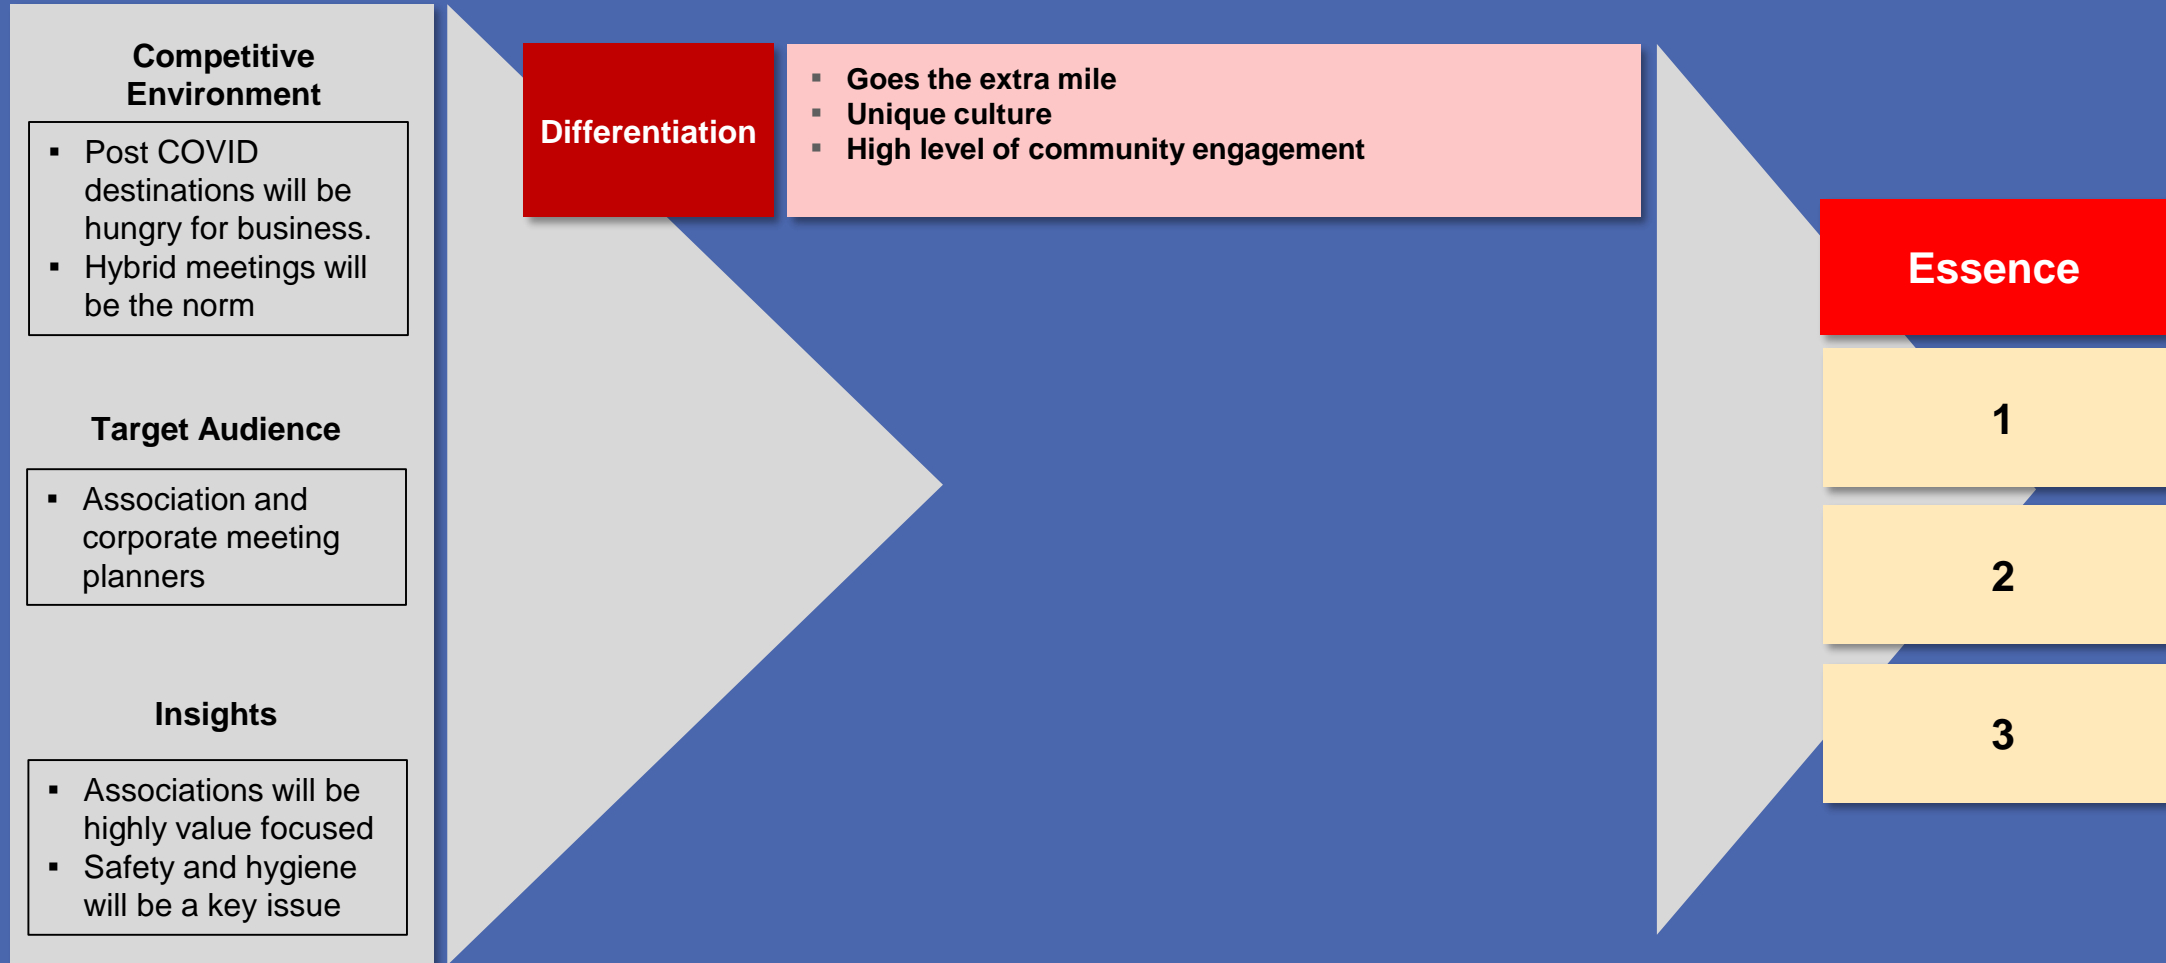 Competitive
Environment
▪ Post COVID
destinations will be
hungry for business.
▪ Hybrid meetings will
be the norm
Target Audience
▪ Association and
corporate meeting
planners
Insights
▪ Associations will be
highly value focused
▪ Safety and hygiene
will be a key issue
Differentiation
▪ Goes the extra mile
▪ Unique culture
▪ High level of community engagement
Essence
1
2
3